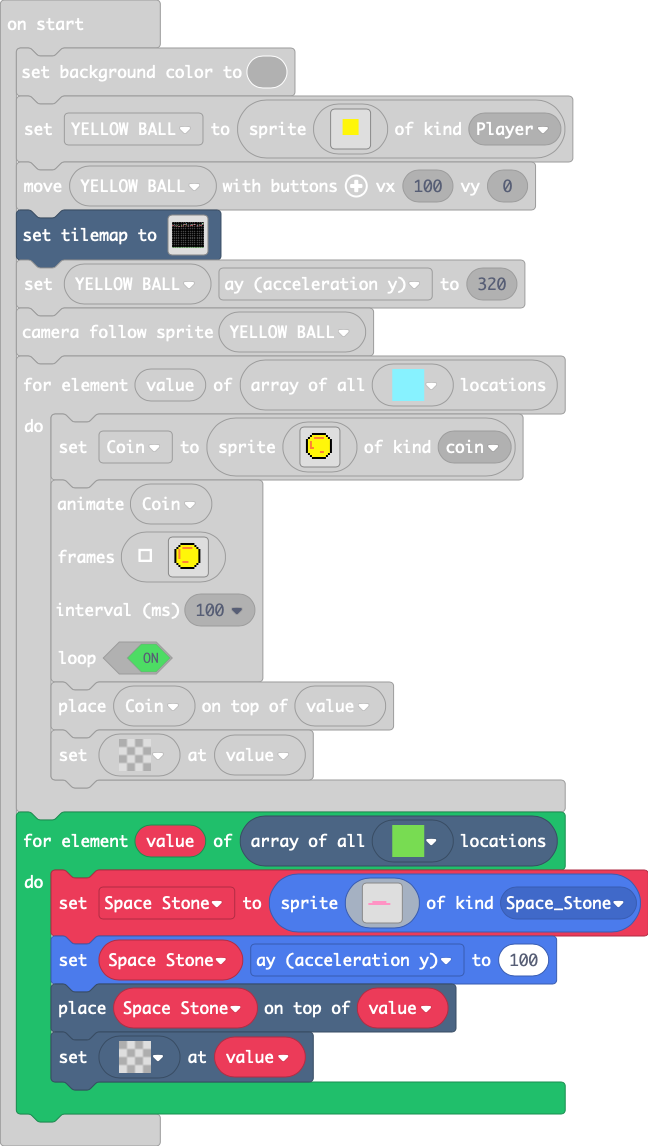 on start
set background color to
set YELLOW BALL to sprite of kind Player
move YELLOW BALL with buttons vx 100 vy 0
set tilemap to
set YELLOW BALL ay (acceleration y) to 320
camera follow sprite YELLOW BALL
for element value of array of all locations
do
set Coin to sprite of kind coin
animate Coin
frames
interval (ms) 100
loop ON
place Coin on top of value
set at value
for element value of array of all locations
do
set Space Stone to sprite of kind Space_Stone
set Space Stone ay (acceleration y) to 100
place Space Stone on top of value
set at value